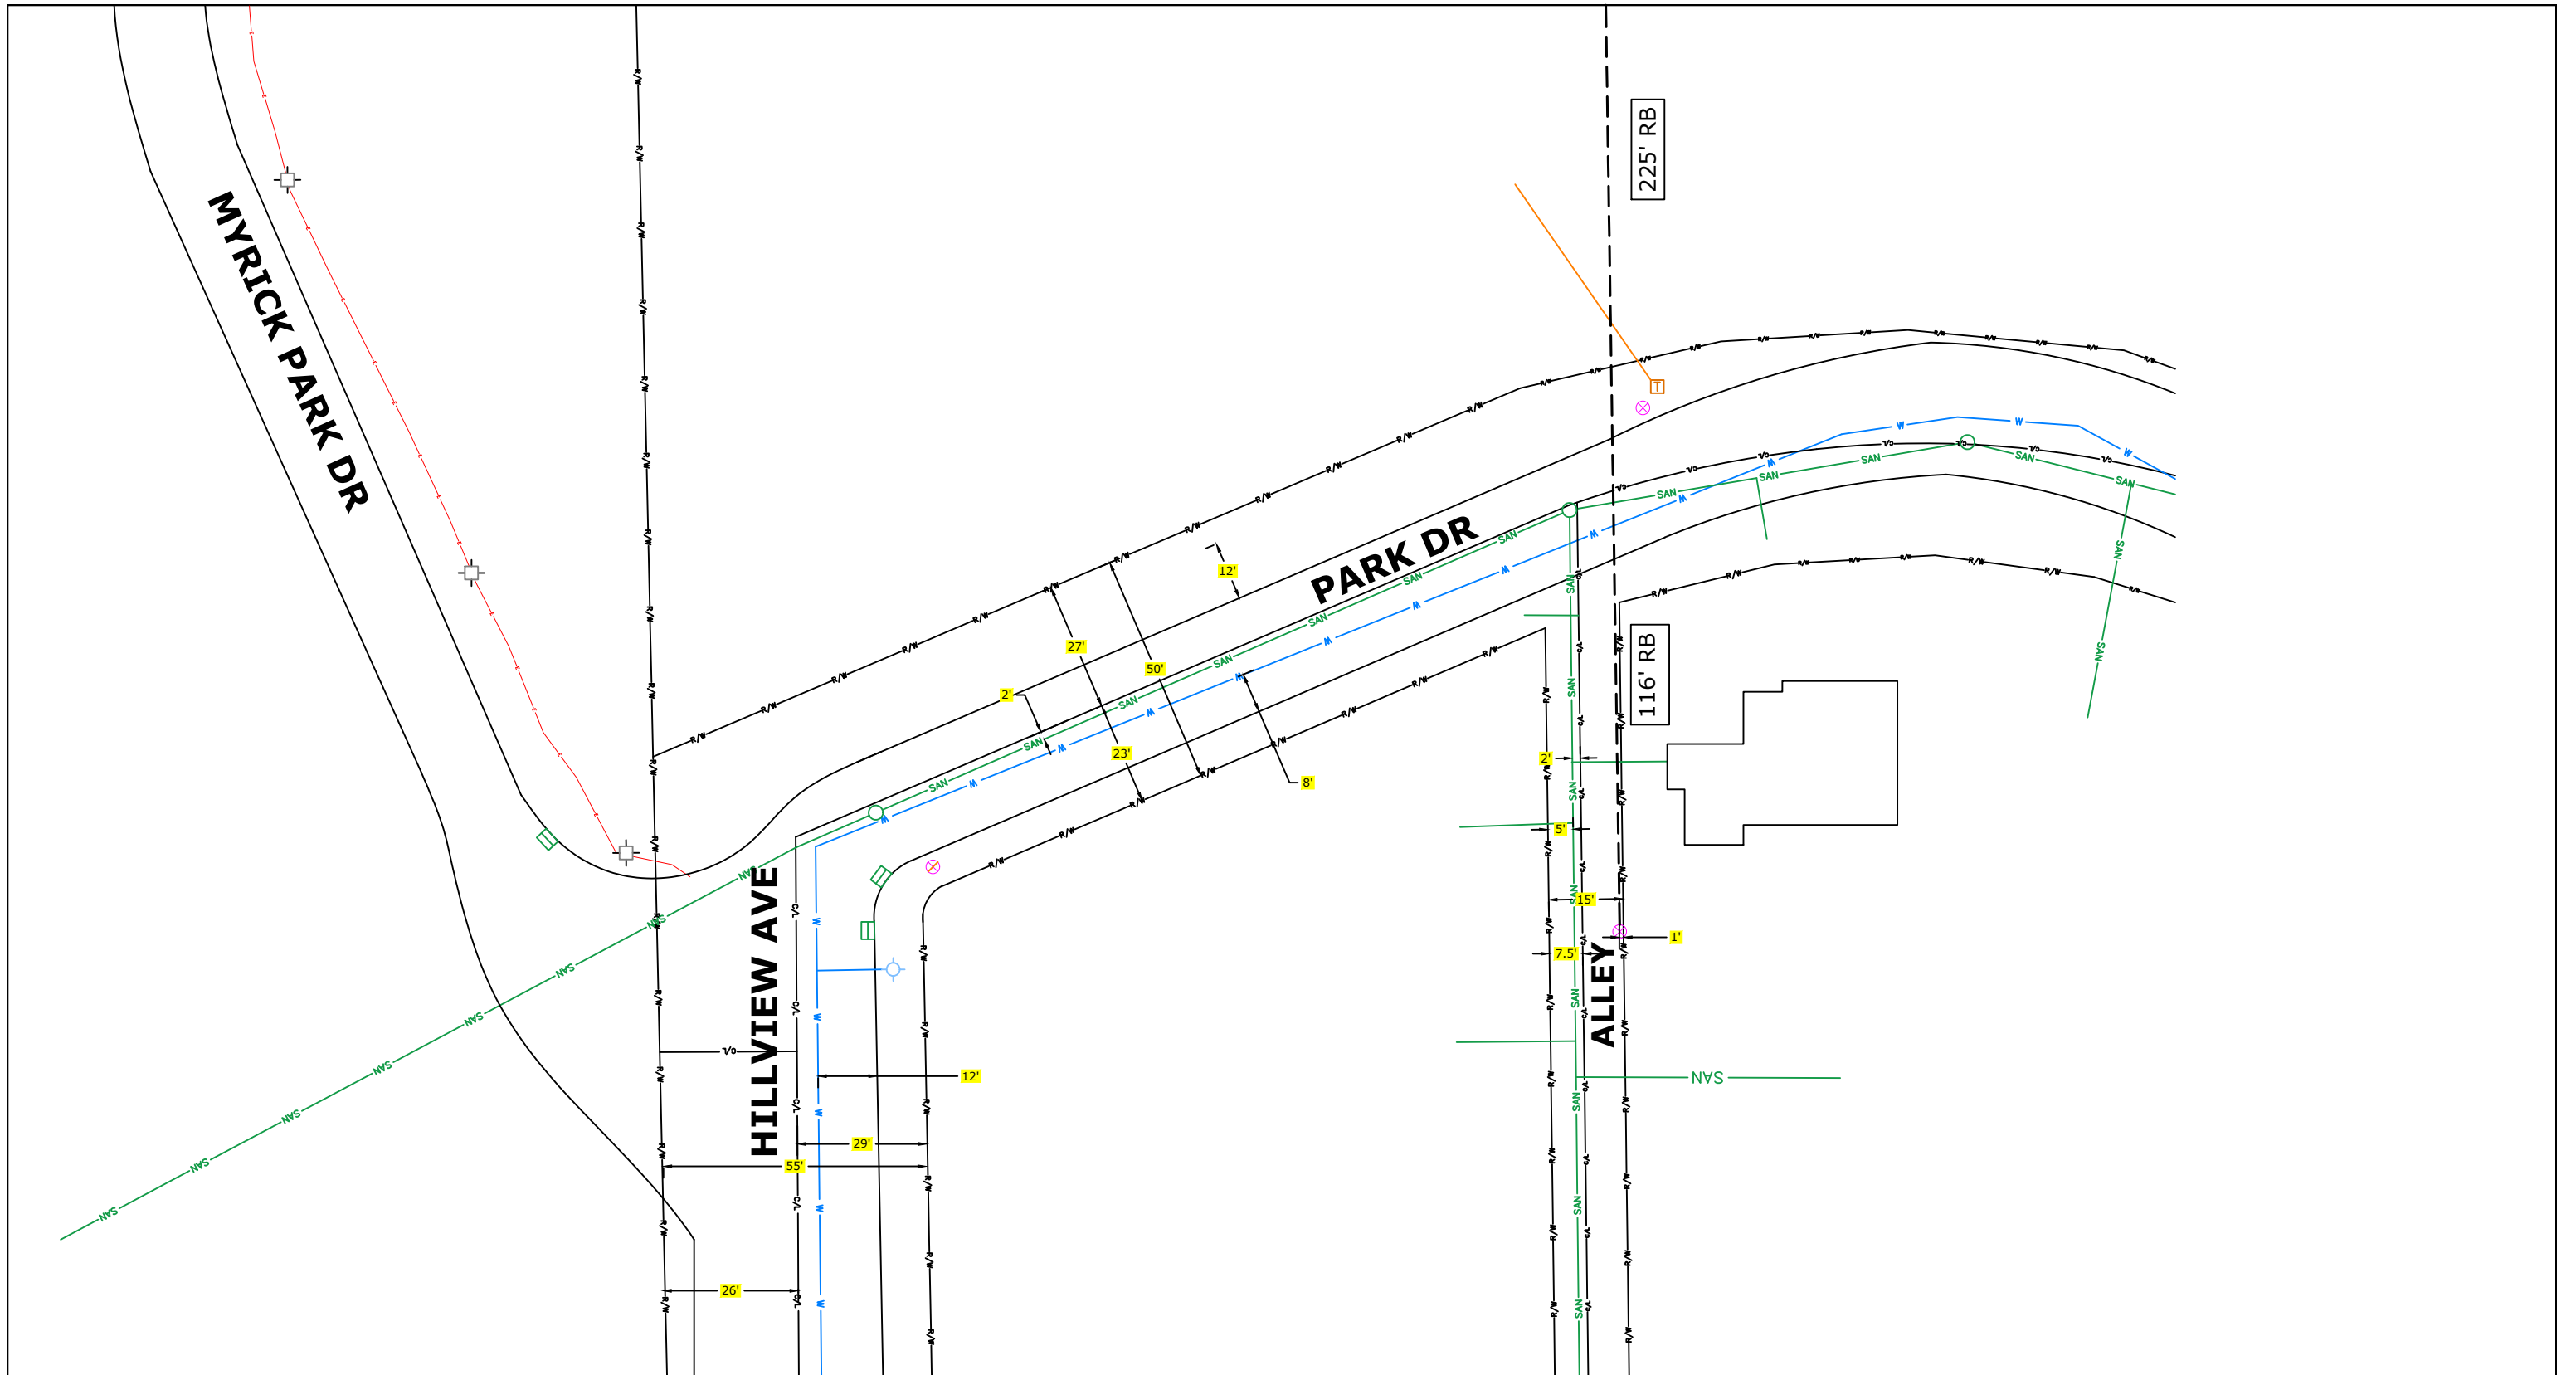 MYRICK PARK DR
225' RB
T
PARK DR
12'
27'
50'
2'
23'
8'
116' RB
2'
5'
15'
7.5'
1'
ALLEY
HILLVIEW AVE
12'
29'
55'
26'
R/W
C/L
SAN
W